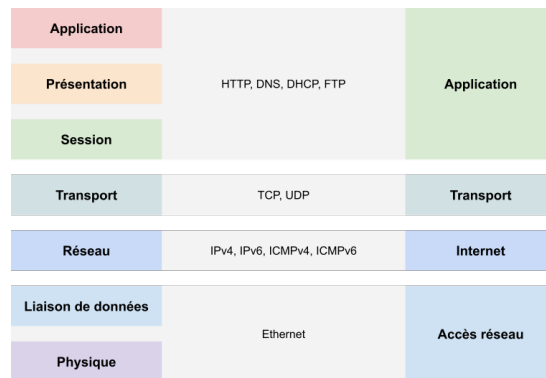 Application
Présentation
HTTP, DNS, DHCP, FTP
Application
Session
Transport
TCP, UDP
Transport
Réseau
IPv4, IPv6, ICMPv4, ICMPv6
Internet
Liaison de données
Ethernet
Accès réseau
Physique